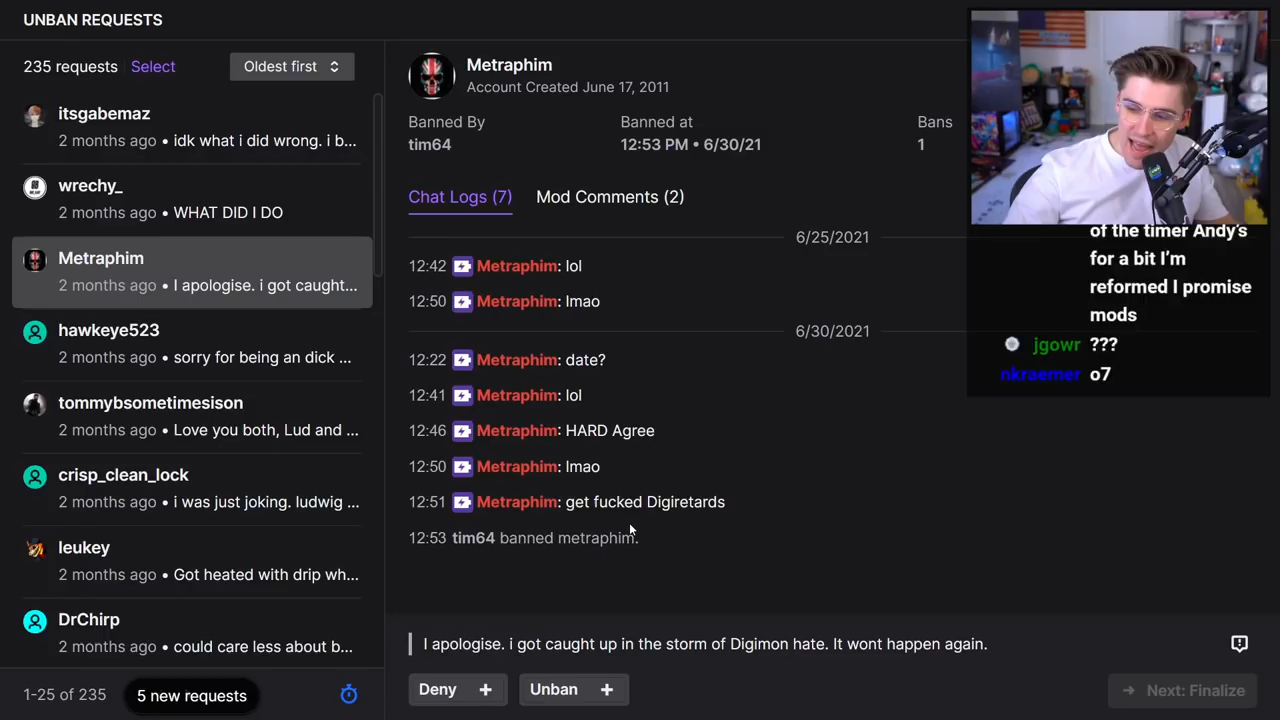 UNBAN REQUESTS
235 requests Select Oldest first
itsgabemaz
2 months ago • idk what i did wrong. i b...
wrechy_
2 months ago • WHAT DID I DO
Metraphim
2 months ago • I apologise. i got caught...
hawkeye523
2 months ago • sorry for being an dick ...
tommybsometimesison
2 months ago • Love you both, Lud and ...
crisp_clean_lock
2 months ago • i was just joking. ludwig ...
leukey
2 months ago • Got heated with drip wh...
DrChirp
2 months ago • could care less about b...
1-25 of 235 5 new requests
Metraphim
Account Created June 17, 2011
Banned By Banned at Bans
tim64 12:53 PM • 6/30/21 1
Chat Logs (7) Mod Comments (2)
6/25/2021
12:42 Metraphim: lol
12:50 Metraphim: lmao
6/30/2021
12:22 Metraphim: date?
12:41 Metraphim: lol
12:46 Metraphim: HARD Agree
12:50 Metraphim: lmao
12:51 Metraphim: get fucked Digiretards
12:53 tim64 banned metraphim.
I apologise. i got caught up in the storm of Digimon hate. It wont happen again.
Deny + Unban + Next: Finalize
of the timer Andy's
for a bit I'm
reformed I promise
mods
jgowr ???
nkraemer o7